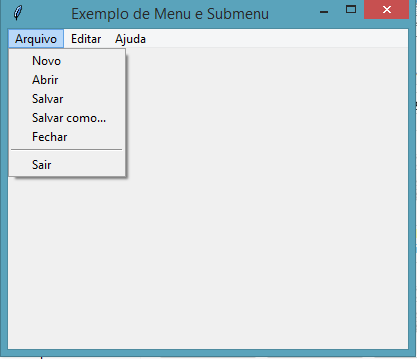 Exemplo de Menu e Submenu
Arquivo Editar Ajuda
Novo
Abrir
Salvar
Salvar como...
Fechar
Sair